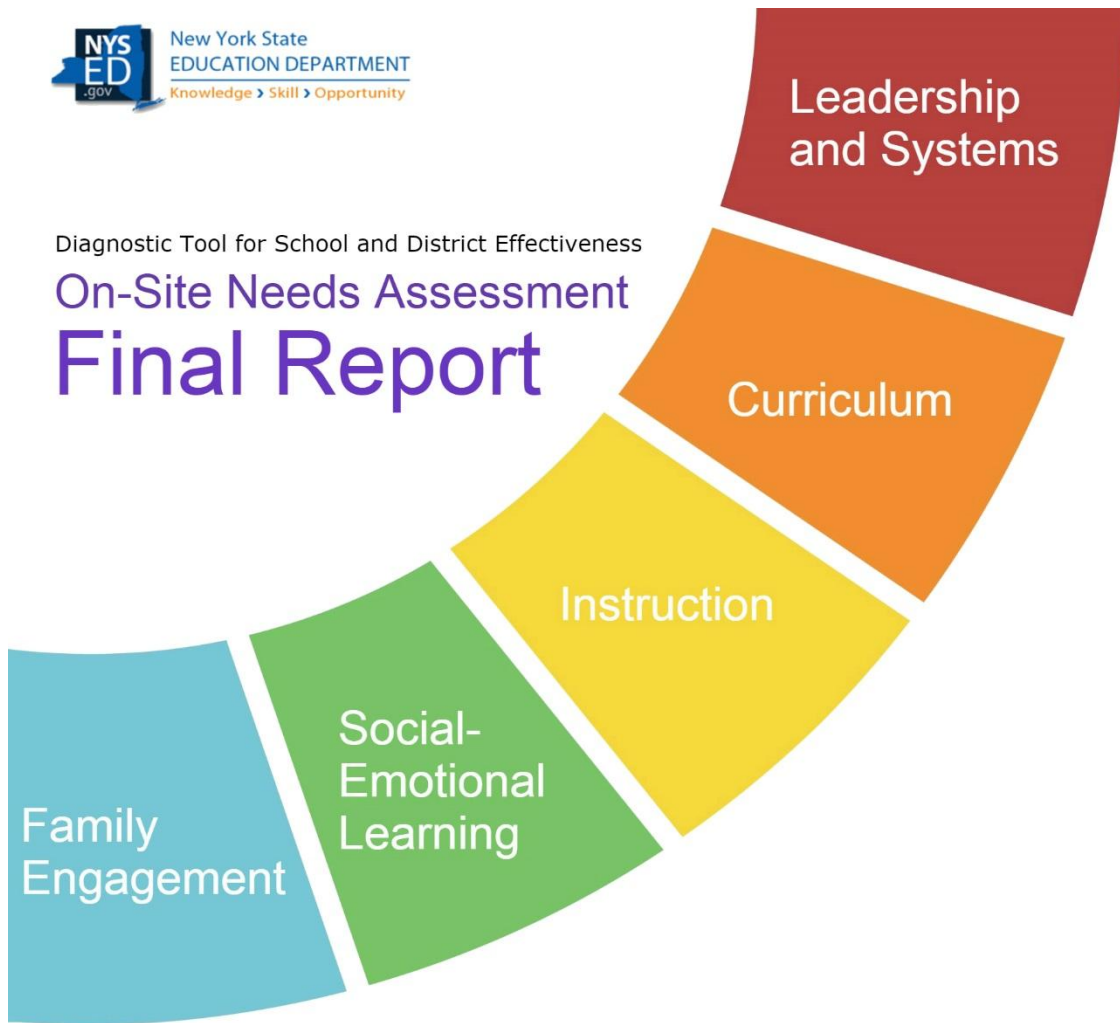 NYS
ED
.gov
New York State
EDUCATION DEPARTMENT
Knowledge > Skill > Opportunity
Diagnostic Tool for School and District Effectiveness
On-Site Needs Assessment
Final Report
Leadership
and Systems
Curriculum
Instruction
Social-
Emotional
Learning
Family
Engagement